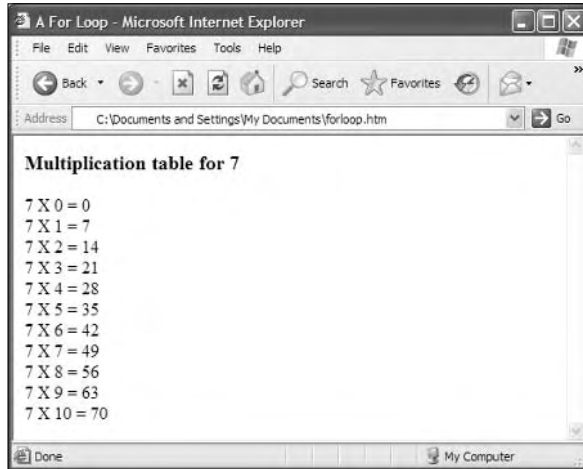 A For Loop - Microsoft Internet Explorer
File Edit View Favorites Tools Help
Back Search Favorites »
Address C:\Documents and Settings\My Documents\forloop.htm Go
Multiplication table for 7
7 X 0 = 0
7 X 1 = 7
7 X 2 = 14
7 X 3 = 21
7 X 4 = 28
7 X 5 = 35
7 X 6 = 42
7 X 7 = 49
7 X 8 = 56
7 X 9 = 63
7 X 10 = 70
Done My Computer